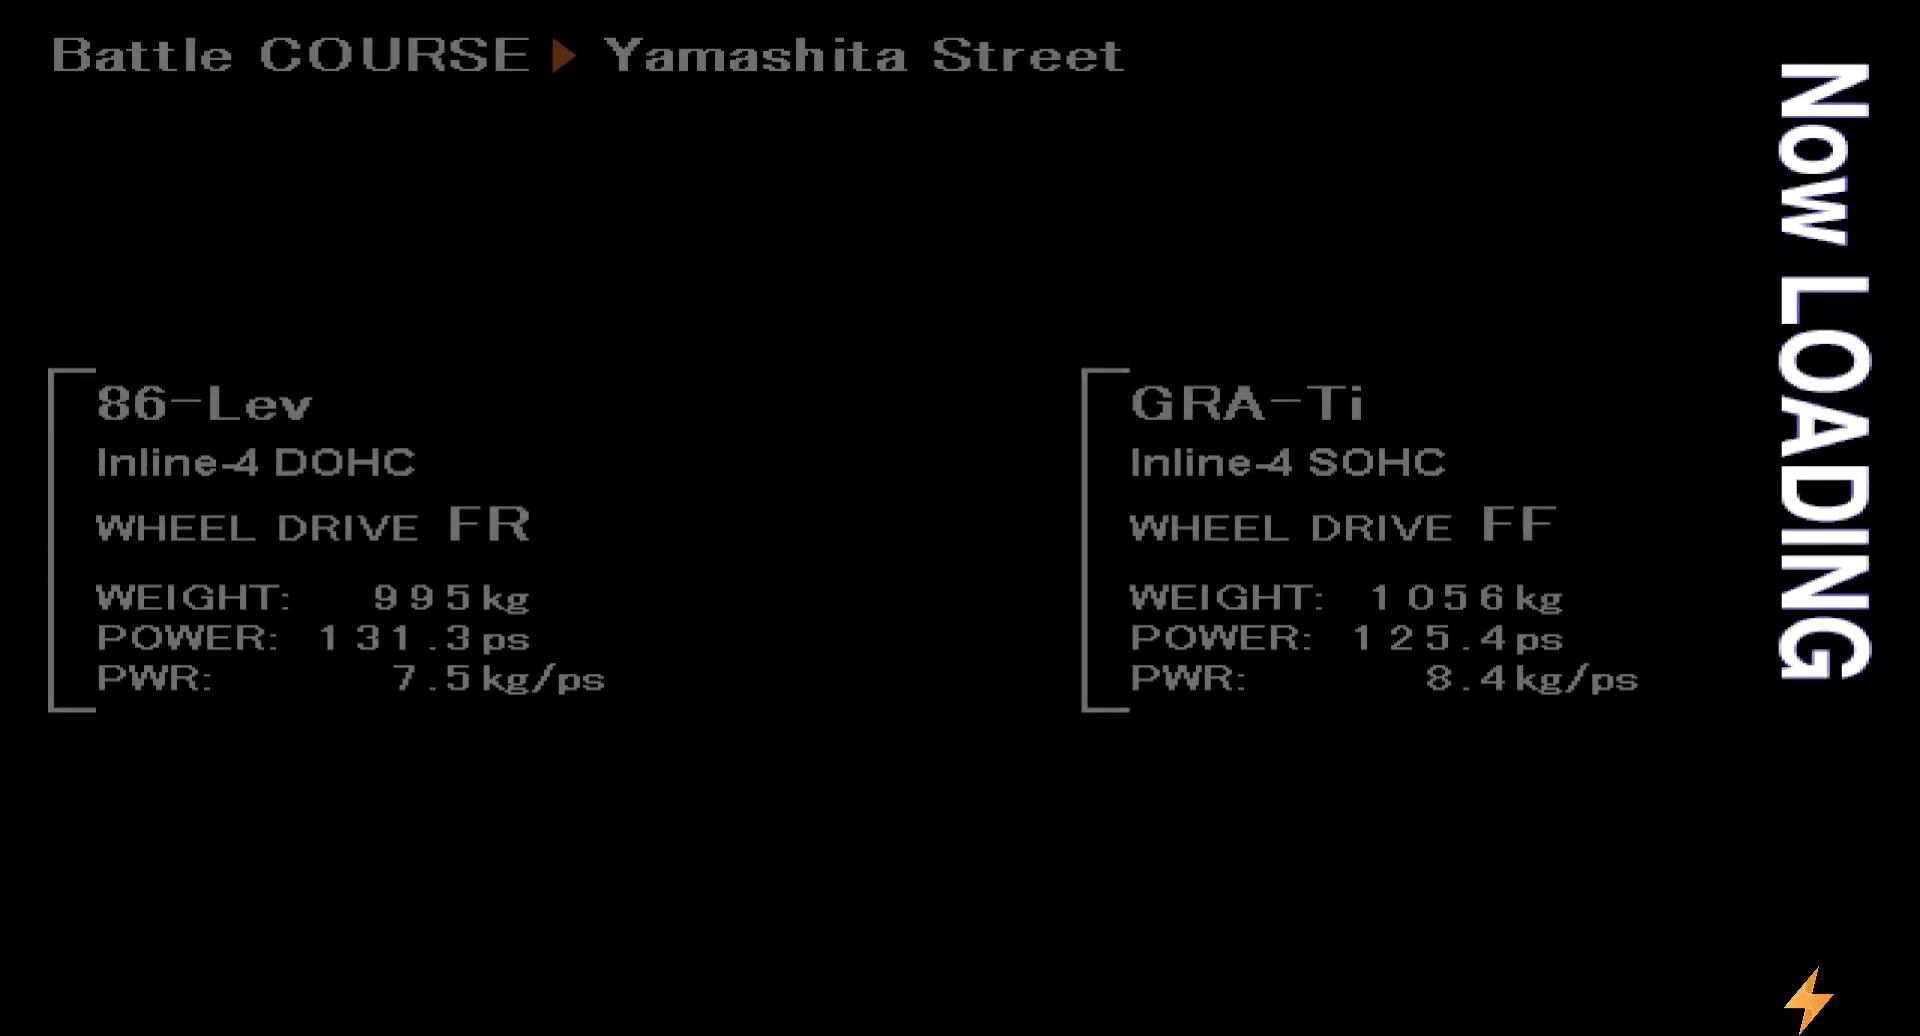 Battle COURSE ▶ Yamashita Street
86-Lev
Inline-4 DOHC
WHEEL DRIVE FR
WEIGHT: 995kg
POWER: 131.3ps
PWR: 7.5kg/ps
GRA-Ti
Inline-4 SOHC
WHEEL DRIVE FF
WEIGHT: 1056kg
POWER: 125.4ps
PWR: 8.4kg/ps
Now LOADING